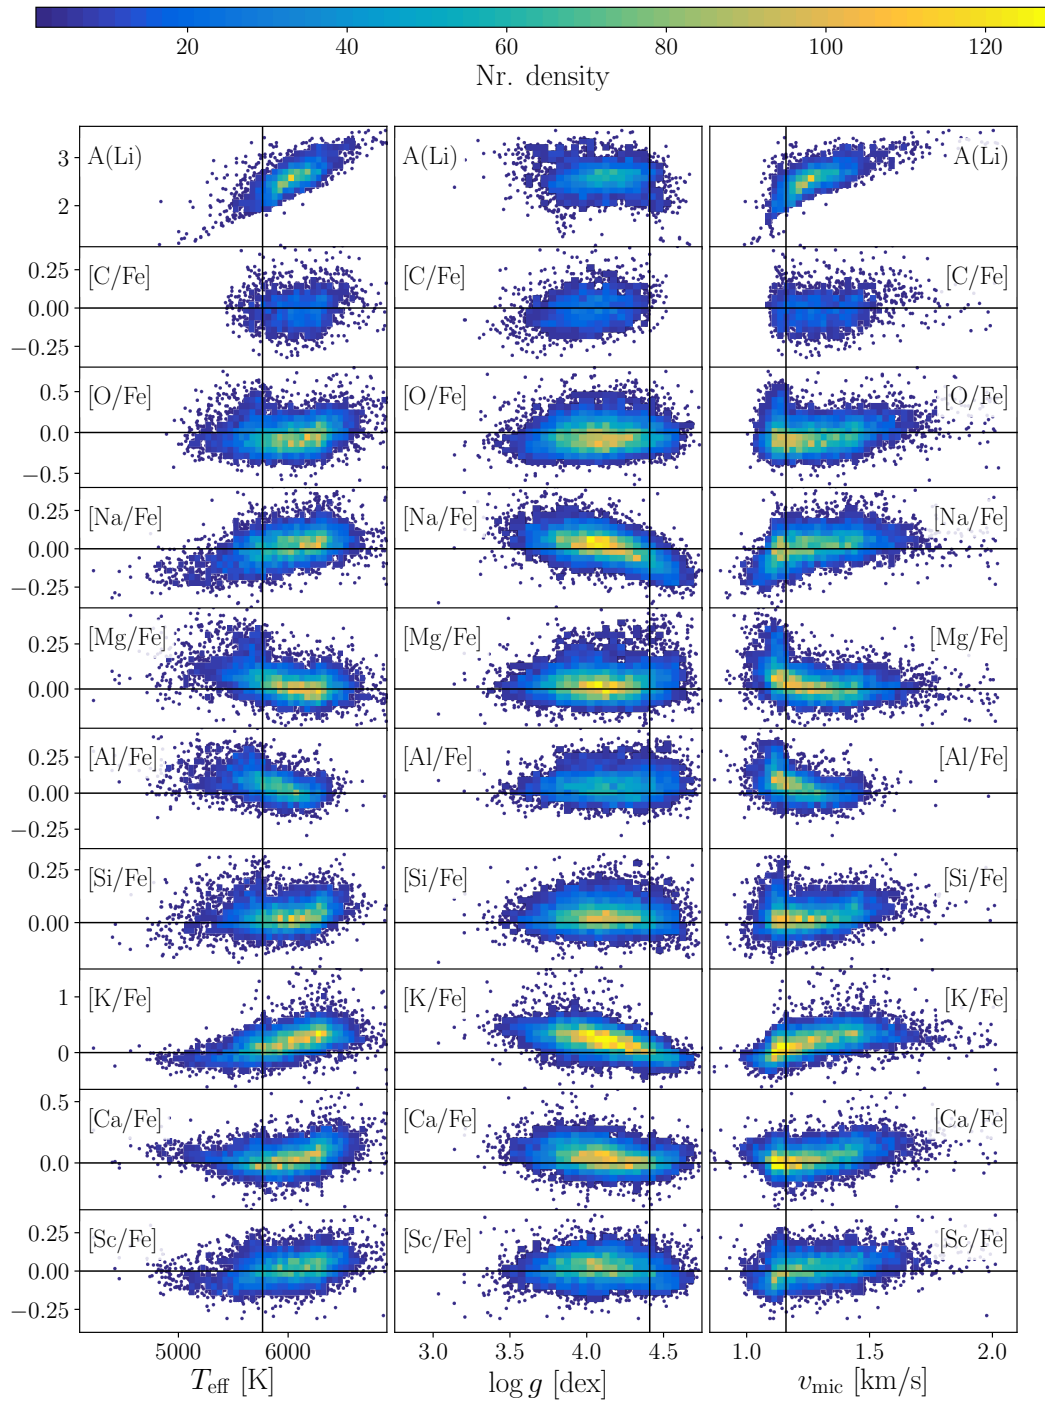 20 40 60 80 100 120
Nr. density
3 A(Li) A(Li) A(Li)
2
0.25 [C/Fe] [C/Fe] [C/Fe]
0.00
−0.25
0.5 [O/Fe] [O/Fe] [O/Fe]
0.0
−0.5
0.25 [Na/Fe] [Na/Fe] [Na/Fe]
0.00
−0.25
[Mg/Fe] [Mg/Fe] [Mg/Fe]
0.25
0.00
[Al/Fe] [Al/Fe] [Al/Fe]
0.25
0.00
−0.25
0.25 [Si/Fe] [Si/Fe] [Si/Fe]
0.00
1 [K/Fe] [K/Fe] [K/Fe]
0
0.5 [Ca/Fe] [Ca/Fe] [Ca/Fe]
0.0
0.25 [Sc/Fe] [Sc/Fe] [Sc/Fe]
0.00
−0.25
5000 6000 3.0 3.5 4.0 4.5 1.0 1.5 2.0
T_eff [K] log g [dex] v_mic [km/s]